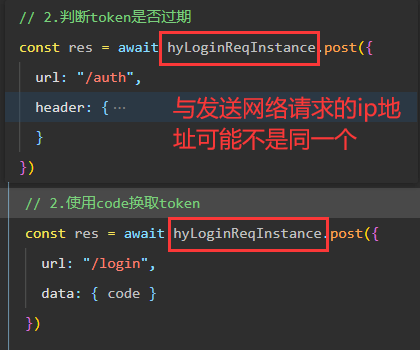 // 2.判断token是否过期
const res = await hyLoginReqInstance.post({
url: "/auth",
header: { ...
}
})
与发送网络请求的ip地
址可能不是同一个
// 2.使用code换取token
const res = await hyLoginReqInstance.post({
url: "/login",
data: { code }
})